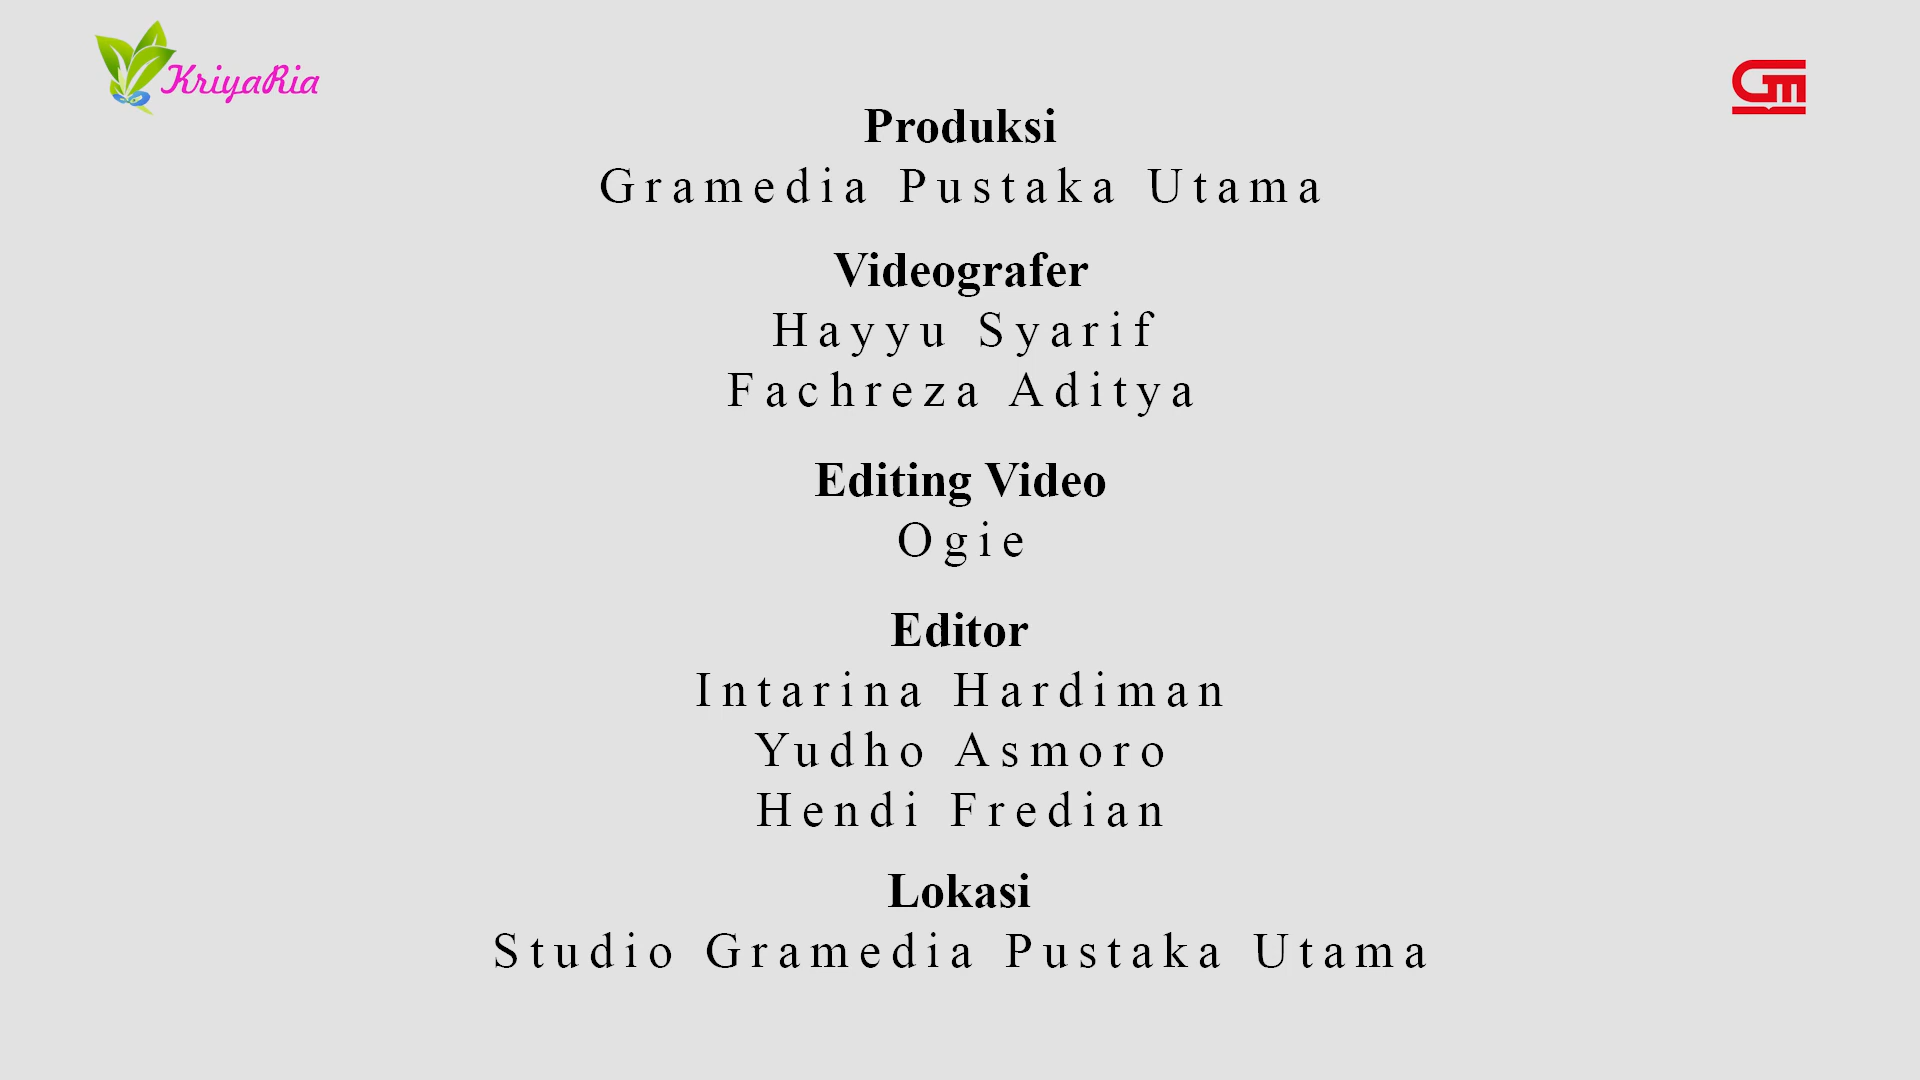 KriyaRia
GM
Produksi
Gramedia Pustaka Utama
Videografer
Hayyu Syarif
Fachreza Aditya
Editing Video
Ogie
Editor
Intarina Hardiman
Yudho Asmoro
Hendi Fredian
Lokasi
Studio Gramedia Pustaka Utama